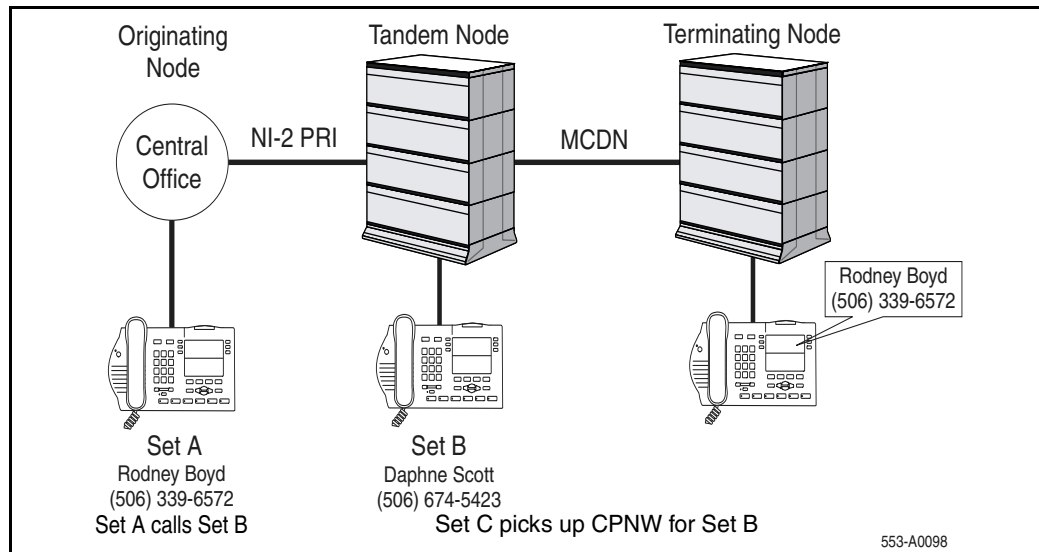 Originating
Node
Tandem Node
Terminating Node
Central
Office
NI-2 PRI
MCDN
Rodney Boyd
(506) 339-6572
Set A
Rodney Boyd
(506) 339-6572
Set A calls Set B
Set B
Daphne Scott
(506) 674-5423
Set C picks up CPNW for Set B
553-A0098